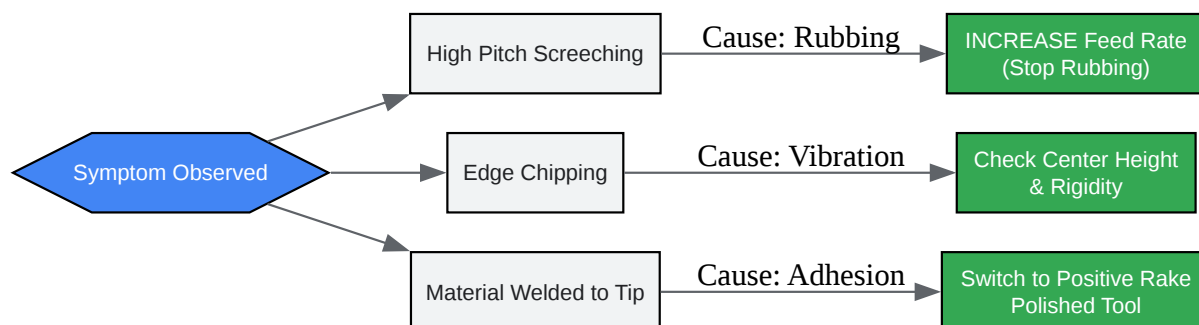 Symptom Observed
High Pitch Screeching
Cause: Rubbing
INCREASE Feed Rate
(Stop Rubbing)
Edge Chipping
Cause: Vibration
Check Center Height
& Rigidity
Material Welded to Tip
Cause: Adhesion
Switch to Positive Rake
Polished Tool